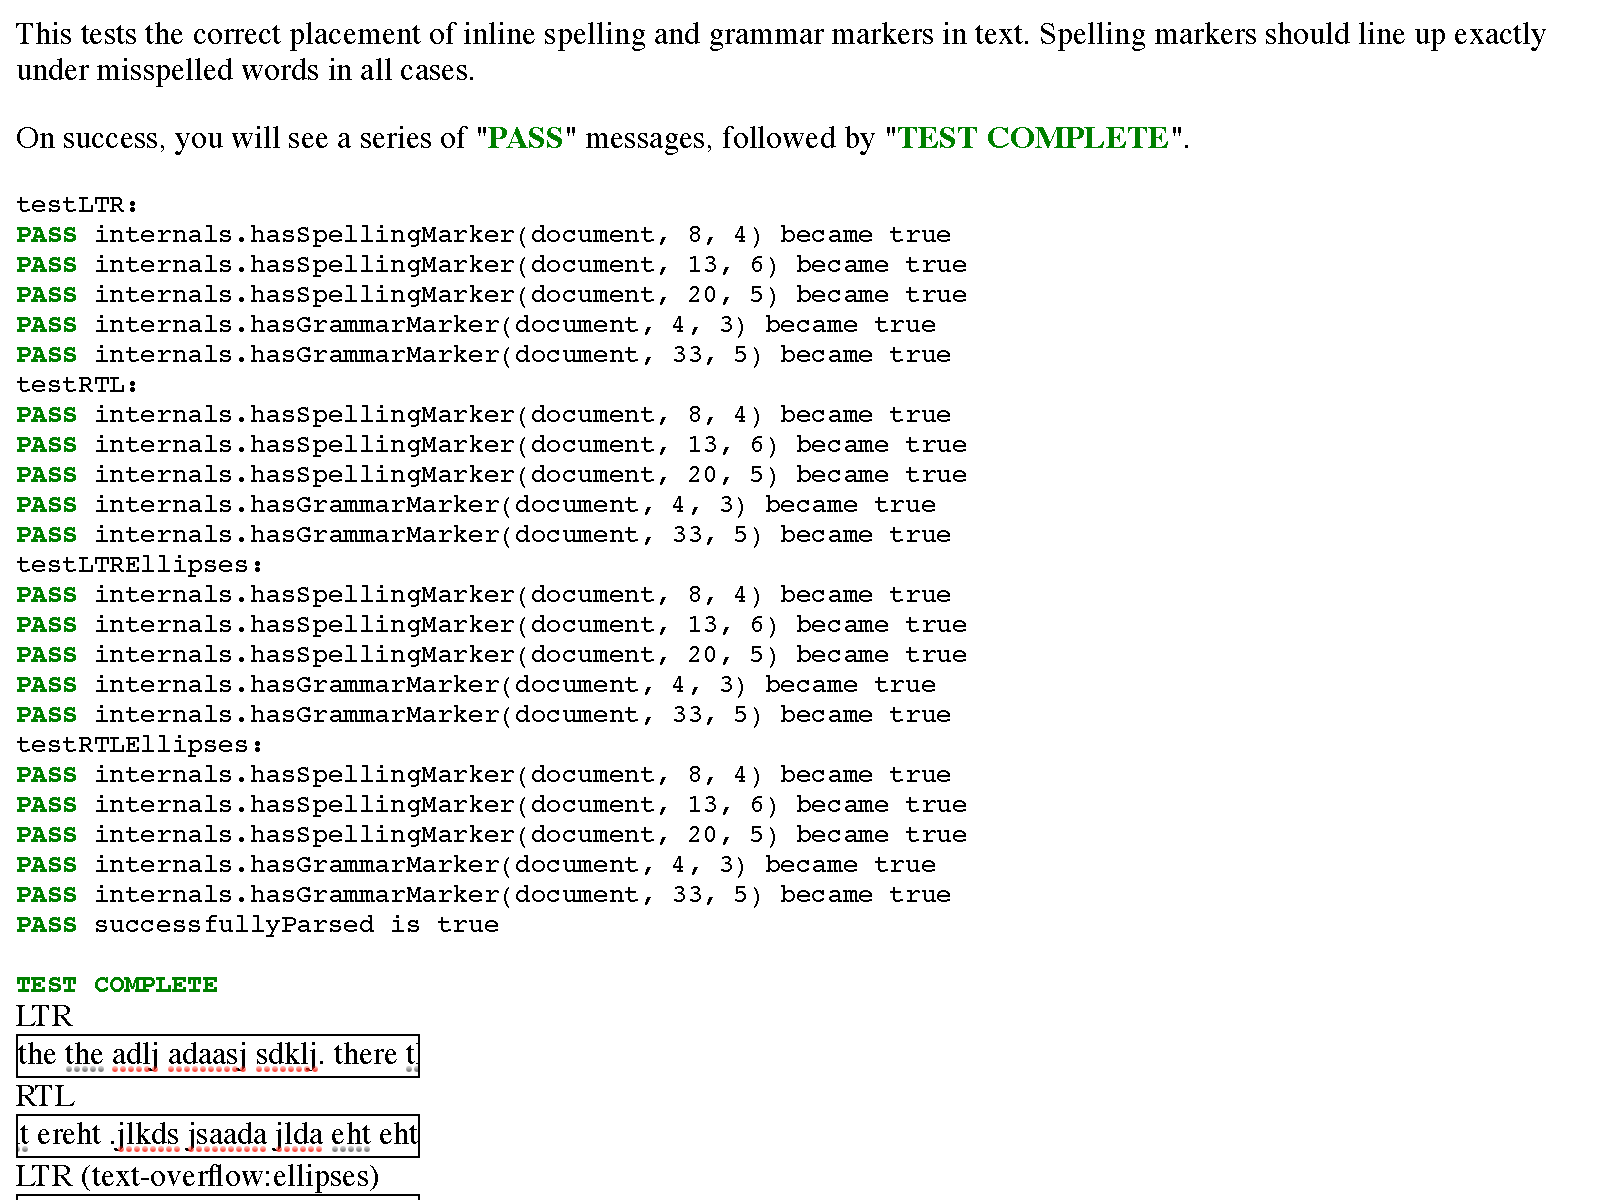 This tests the correct placement of inline spelling and grammar markers in text. Spelling markers should line up exactly
under misspelled words in all cases.
On success, you will see a series of "PASS" messages, followed by "TEST COMPLETE".
testLTR:
PASS internals.hasSpellingMarker(document, 8, 4) became true
PASS internals.hasSpellingMarker(document, 13, 6) became true
PASS internals.hasSpellingMarker(document, 20, 5) became true
PASS internals.hasGrammarMarker(document, 4, 3) became true
PASS internals.hasGrammarMarker(document, 33, 5) became true
testRTL:
PASS internals.hasSpellingMarker(document, 8, 4) became true
PASS internals.hasSpellingMarker(document, 13, 6) became true
PASS internals.hasSpellingMarker(document, 20, 5) became true
PASS internals.hasGrammarMarker(document, 4, 3) became true
PASS internals.hasGrammarMarker(document, 33, 5) became true
testLTREllipses:
PASS internals.hasSpellingMarker(document, 8, 4) became true
PASS internals.hasSpellingMarker(document, 13, 6) became true
PASS internals.hasSpellingMarker(document, 20, 5) became true
PASS internals.hasGrammarMarker(document, 4, 3) became true
PASS internals.hasGrammarMarker(document, 33, 5) became true
testRTLEllipses:
PASS internals.hasSpellingMarker(document, 8, 4) became true
PASS internals.hasSpellingMarker(document, 13, 6) became true
PASS internals.hasSpellingMarker(document, 20, 5) became true
PASS internals.hasGrammarMarker(document, 4, 3) became true
PASS internals.hasGrammarMarker(document, 33, 5) became true
PASS successfullyParsed is true
TEST COMPLETE
LTR
the the adlj adaasj sdklj. there t
RTL
t ereht .jlkds jsaada jlda eht eht
LTR (text-overflow:ellipses)